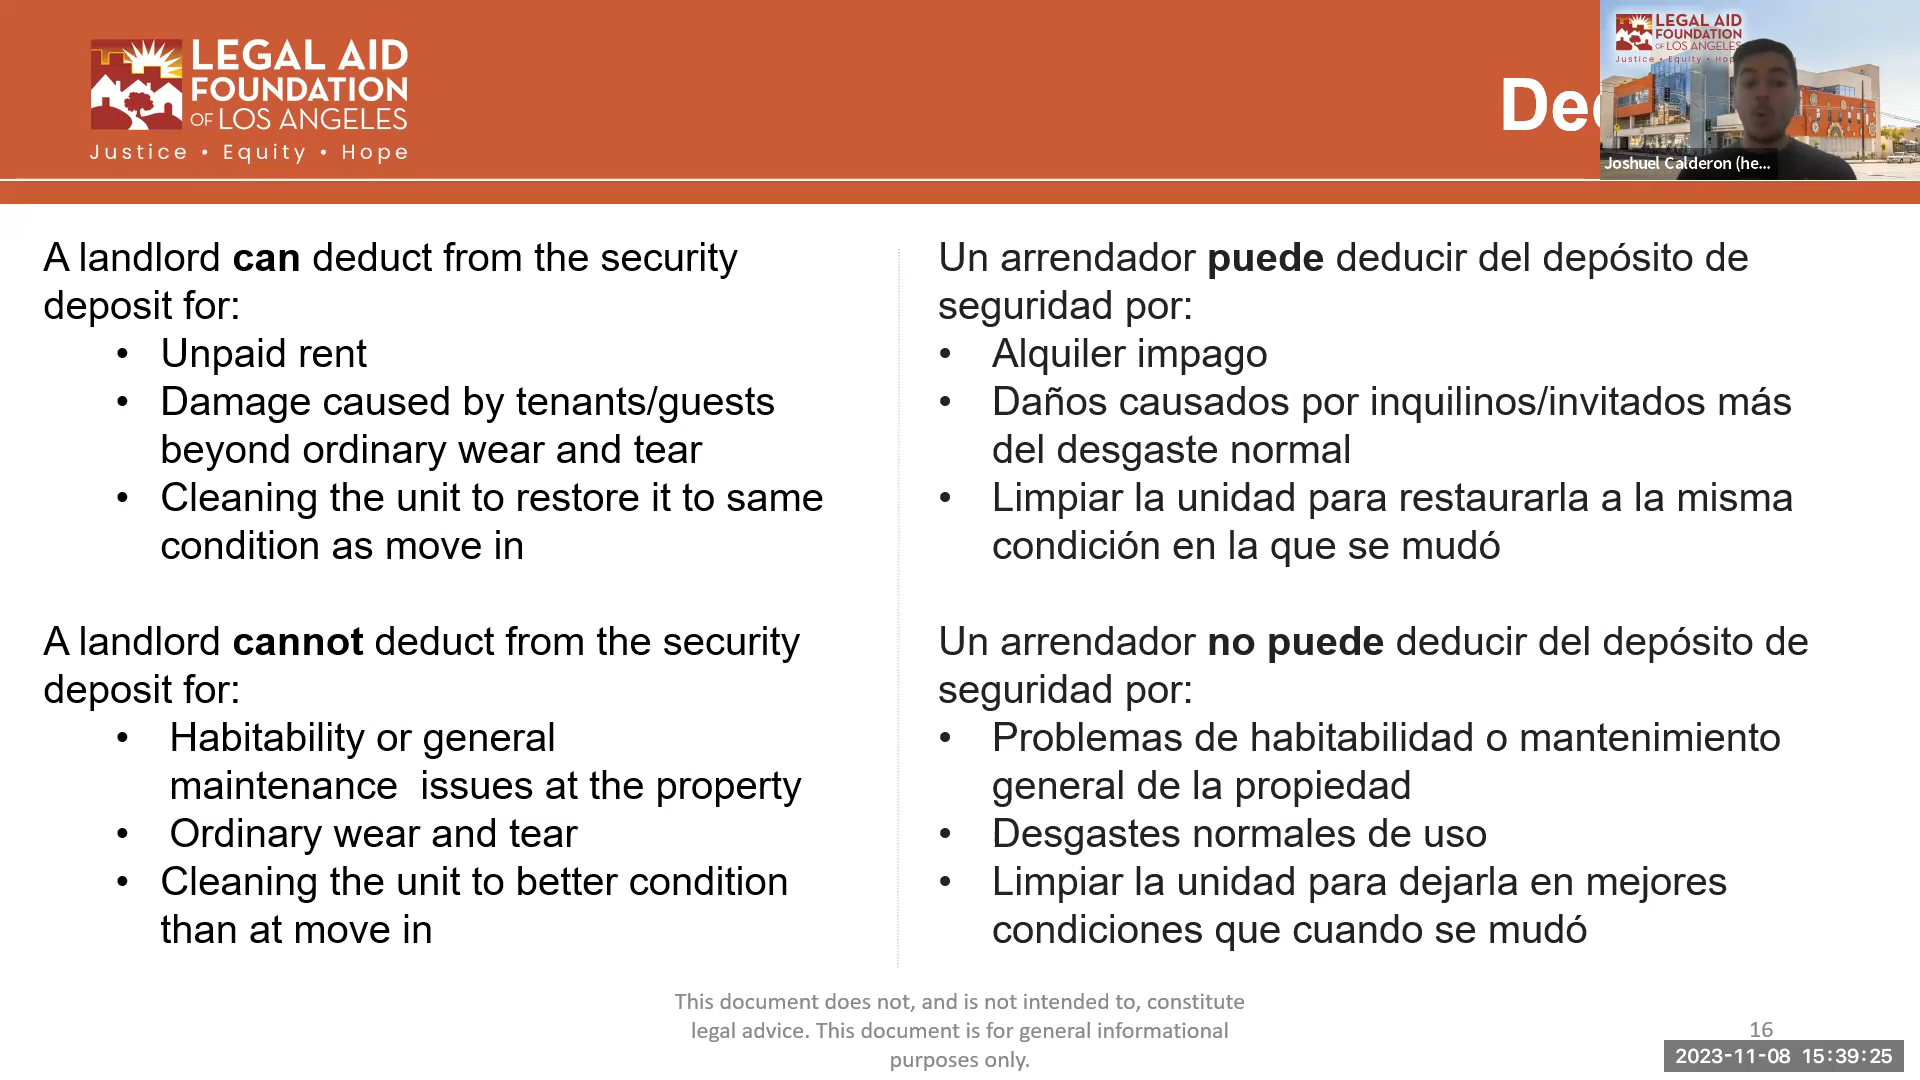 LEGAL AID
FOUNDATION
OF LOS ANGELES
Justice • Equity • Hope
LEGAL AID
FOUNDATION
OF LOS ANGELES
Joshuel Calderon (he...
A landlord can deduct from the security
deposit for:
• Unpaid rent
• Damage caused by tenants/guests
beyond ordinary wear and tear
• Cleaning the unit to restore it to same
condition as move in
A landlord cannot deduct from the security
deposit for:
• Habitability or general
maintenance issues at the property
• Ordinary wear and tear
• Cleaning the unit to better condition
than at move in
Un arrendador puede deducir del depósito de
seguridad por:
• Alquiler impago
• Daños causados por inquilinos/invitados más
del desgaste normal
• Limpiar la unidad para restaurarla a la misma
condición en la que se mudó
Un arrendador no puede deducir del depósito de
seguridad por:
• Problemas de habitabilidad o mantenimiento
general de la propiedad
• Desgastes normales de uso
• Limpiar la unidad para dejarla en mejores
condiciones que cuando se mudó
This document does not, and is not intended to, constitute
legal advice. This document is for general informational
purposes only.
16
2023-11-08 15:39:25